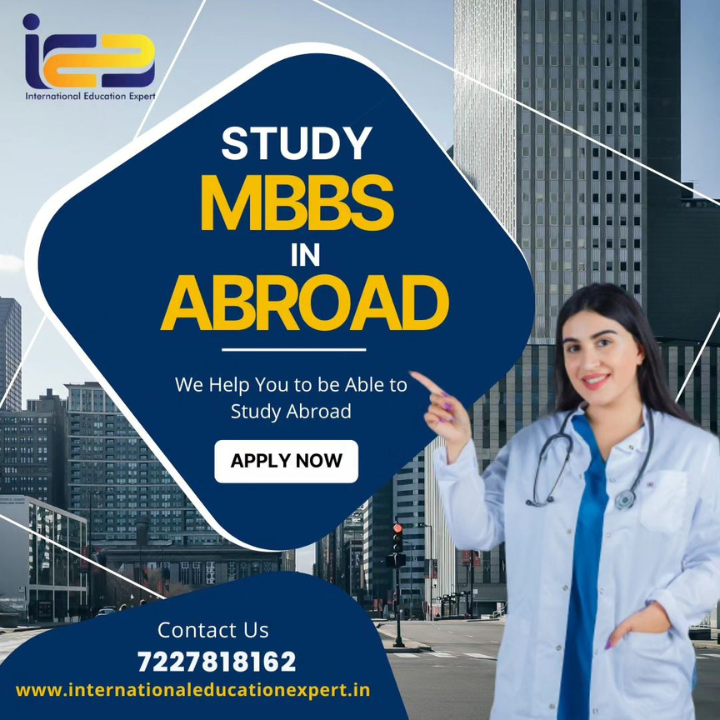 iee
International Education Expert
STUDY
MBBS
IN
ABROAD
We Help You to be Able to
Study Abroad
APPLY NOW
Contact Us
7227818162
www.internationaleducationexpert.in